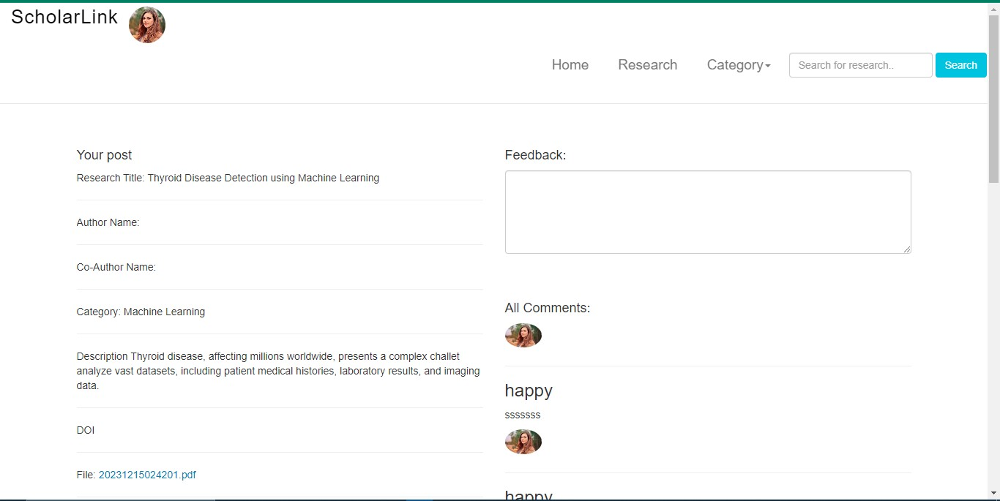 ScholarLink
Home Research Category Search for research.. Search
Your post
Research Title: Thyroid Disease Detection using Machine Learning
Author Name:
Co-Author Name:
Category: Machine Learning
Description Thyroid disease, affecting millions worldwide, presents a complex challet
analyze vast datasets, including patient medical histories, laboratory results, and imaging
data.
DOI
File: 20231215024201.pdf
Feedback:
All Comments:
happy
sssssss
happy